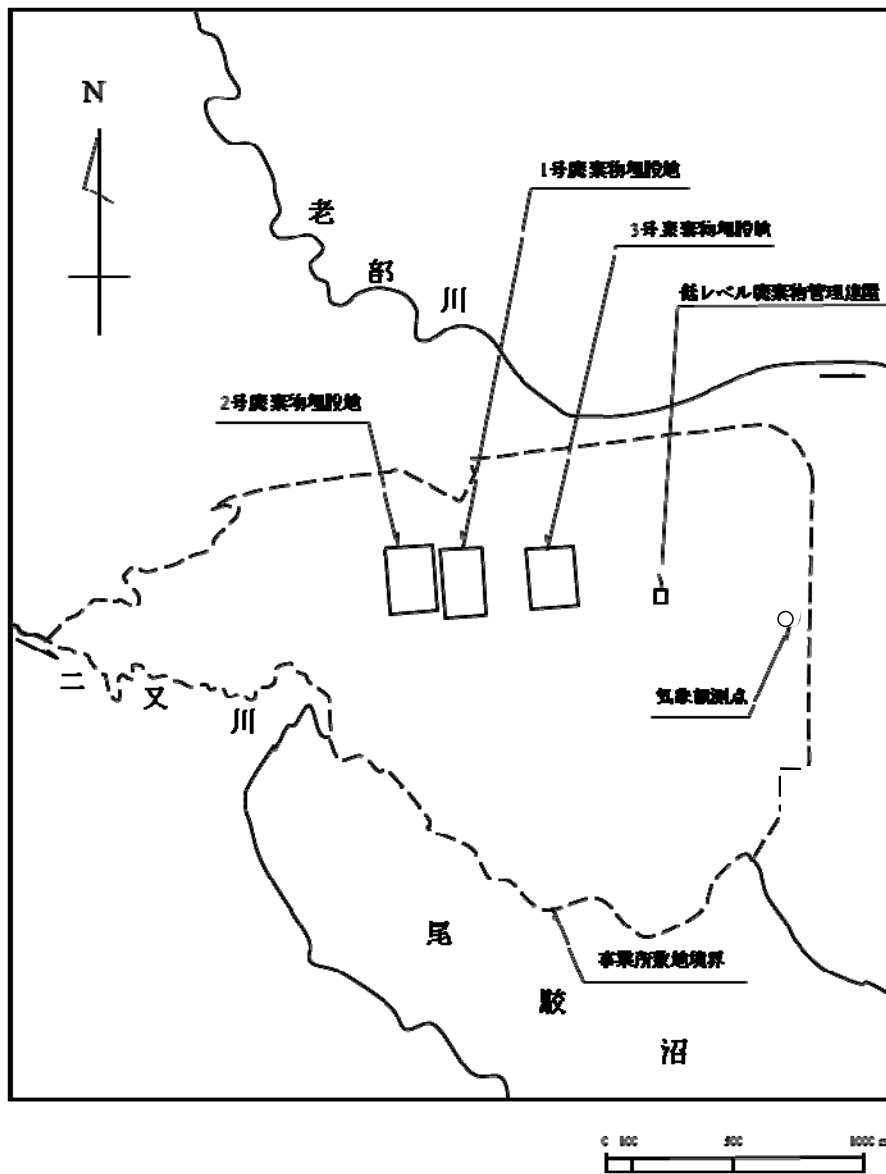 N
1号廃棄物埋設地
老部川
3号廃棄物埋設地
低レベル廃棄物管理建屋
2号廃棄物埋設地
二又川
気象観測点
尾駮沼
事業所敷地境界
0 100 500 1000 m